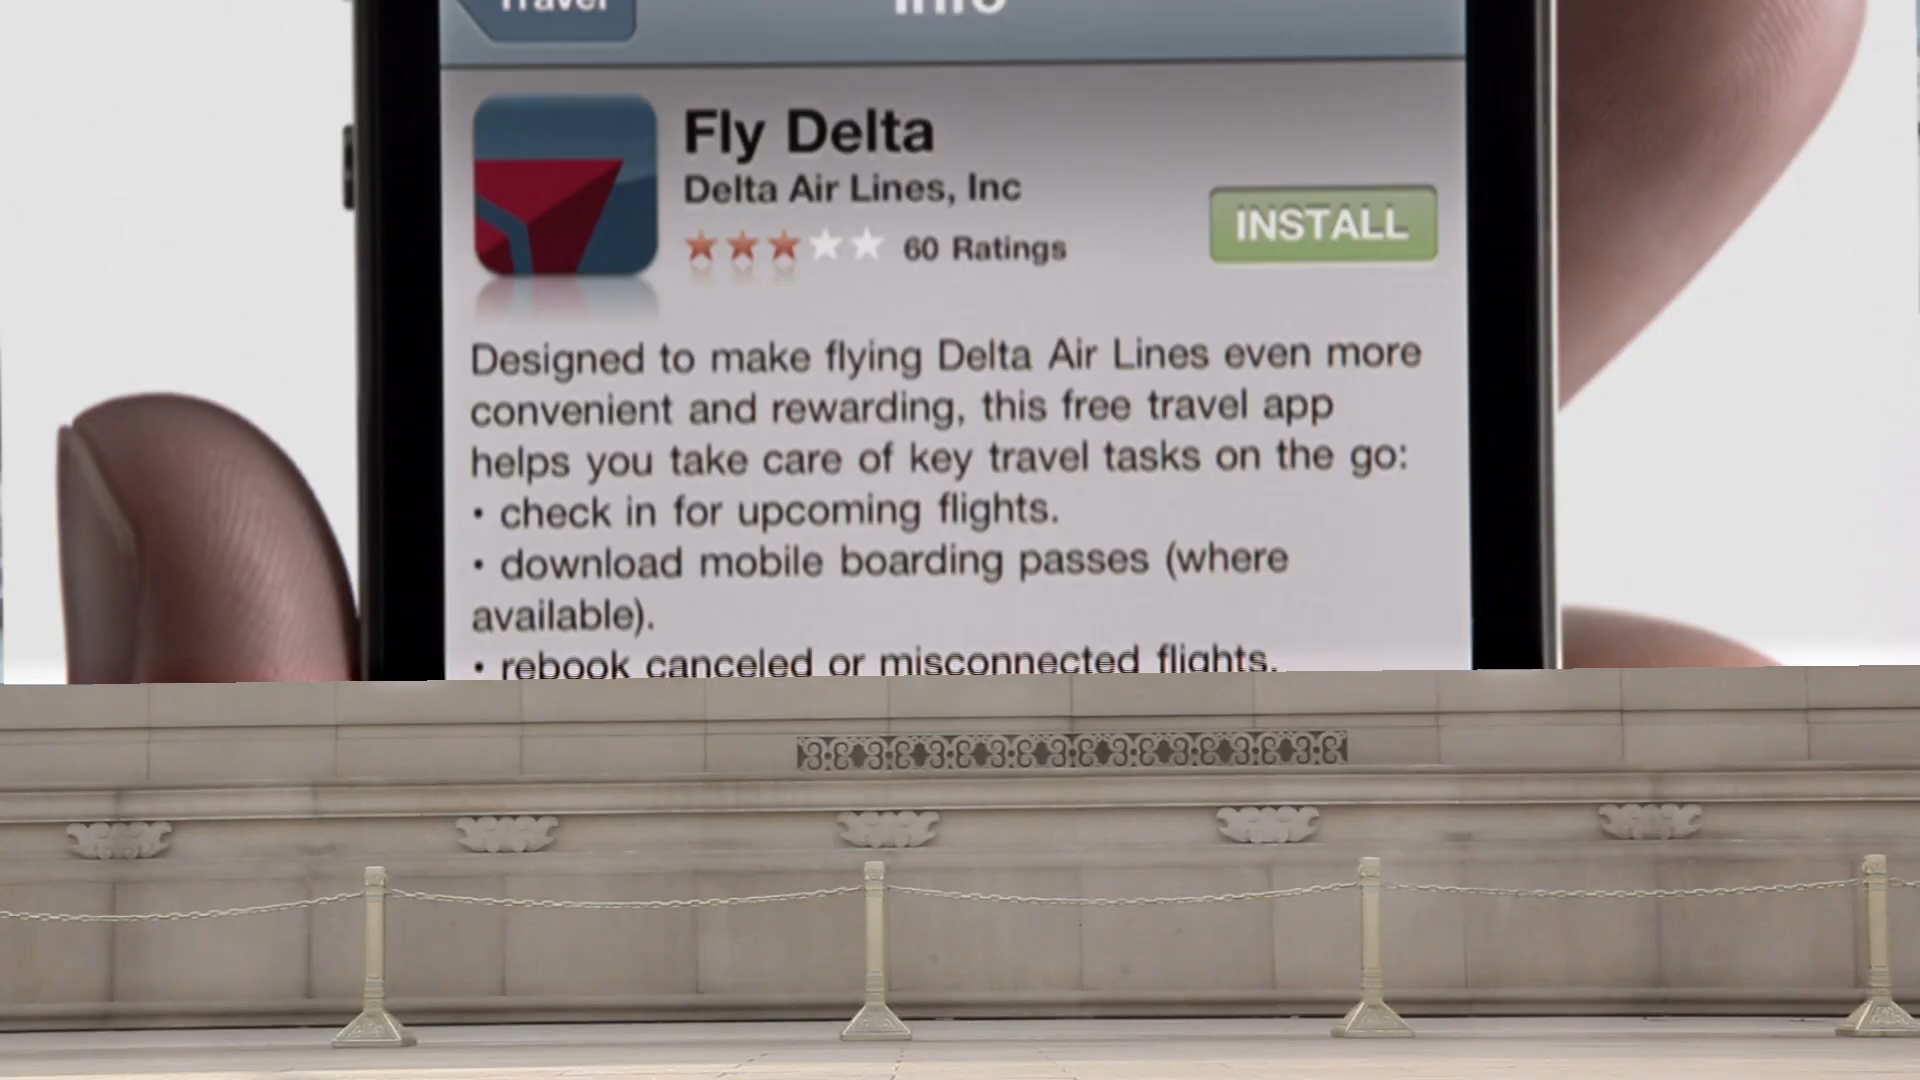 Travel
Info
Fly Delta
Delta Air Lines, Inc
60 Ratings
INSTALL
Designed to make flying Delta Air Lines even more
convenient and rewarding, this free travel app
helps you take care of key travel tasks on the go:
• check in for upcoming flights.
• download mobile boarding passes (where
available).
• rebook canceled or misconnected flights.